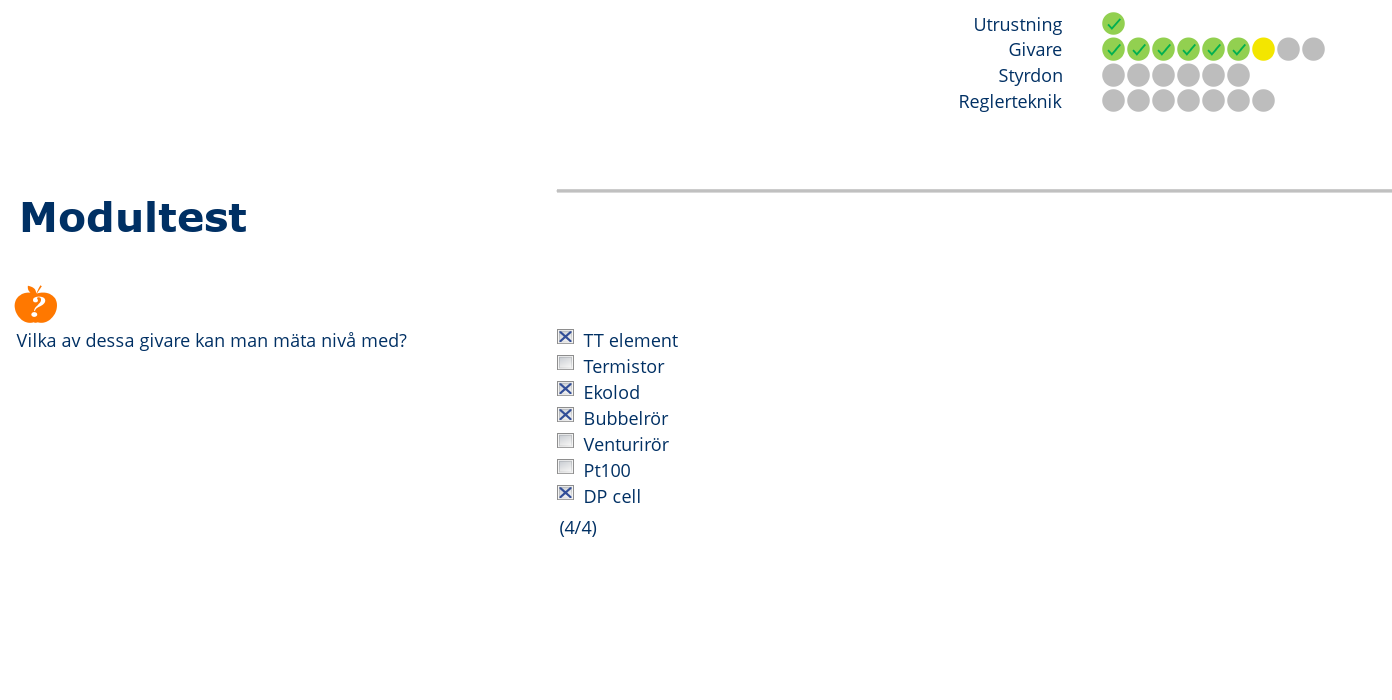 Utrustning
Givare
Styrdon
Reglerteknik
Modultest
?
Vilka av dessa givare kan man mäta nivå med?
TT element
Termistor
Ekolod
Bubbelrör
Venturirör
Pt100
DP cell
(4/4)